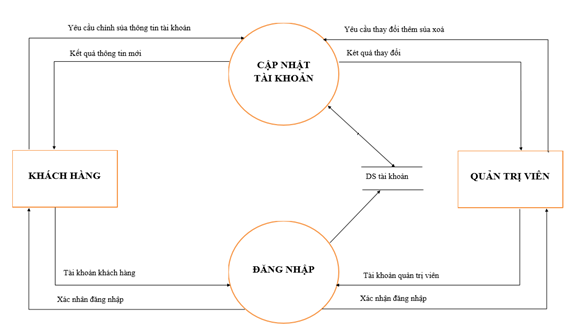 Yêu cầu chỉnh sửa thông tin tài khoản
Yêu cầu thay đổi thêm sửa xoá
Kết quả thông tin mới
Kêt quả thay đổi
CẬP NHẬT
TÀI KHOẢN
KHÁCH HÀNG
DS tài khoản
QUẢN TRỊ VIÊN
ĐĂNG NHẬP
Tài khoản khách hàng
Tài khoản quản trị viên
Xác nhận đăng nhập
Xác nhận đăng nhập